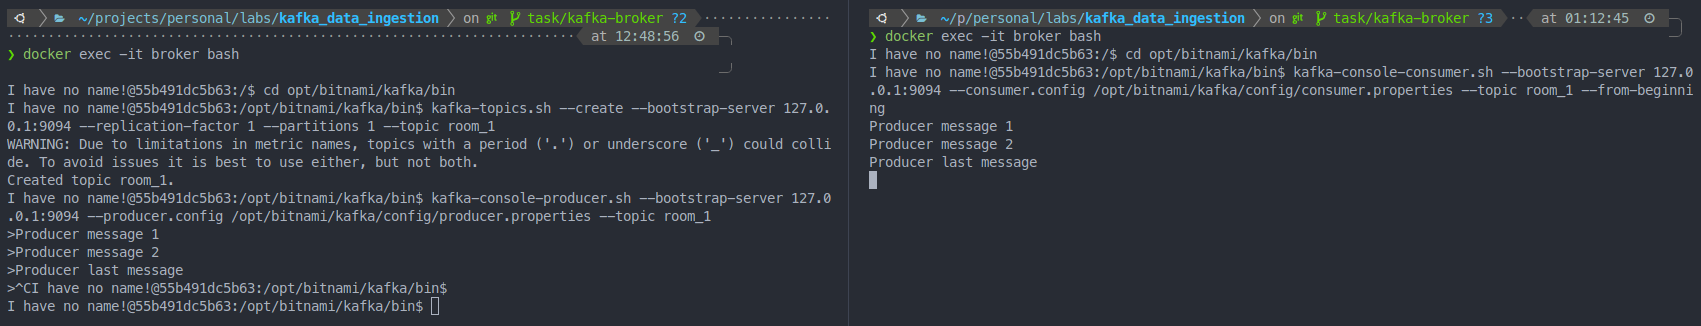 ~/projects/personal/labs/kafka_data_ingestion on git task/kafka-broker ?2
at 12:48:56
❯ docker exec -it broker bash
I have no name!@55b491dc5b63:/$ cd opt/bitnami/kafka/bin
I have no name!@55b491dc5b63:/opt/bitnami/kafka/bin$ kafka-topics.sh --create --bootstrap-server 127.0.
0.1:9094 --replication-factor 1 --partitions 1 --topic room_1
WARNING: Due to limitations in metric names, topics with a period ('.') or underscore ('_') could colli
de. To avoid issues it is best to use either, but not both.
Created topic room_1.
I have no name!@55b491dc5b63:/opt/bitnami/kafka/bin$ kafka-console-producer.sh --bootstrap-server 127.0
.0.1:9094 --producer.config /opt/bitnami/kafka/config/producer.properties --topic room_1
>Producer message 1
>Producer message 2
>Producer last message
>^CI have no name!@55b491dc5b63:/opt/bitnami/kafka/bin$
I have no name!@55b491dc5b63:/opt/bitnami/kafka/bin$
~/p/personal/labs/kafka_data_ingestion on git task/kafka-broker ?3 at 01:12:45
❯ docker exec -it broker bash
I have no name!@55b491dc5b63:/$ cd opt/bitnami/kafka/bin
I have no name!@55b491dc5b63:/opt/bitnami/kafka/bin$ kafka-console-consumer.sh --bootstrap-server 127.0
.0.1:9094 --consumer.config /opt/bitnami/kafka/config/consumer.properties --topic room_1 --from-beginni
ng
Producer message 1
Producer message 2
Producer last message